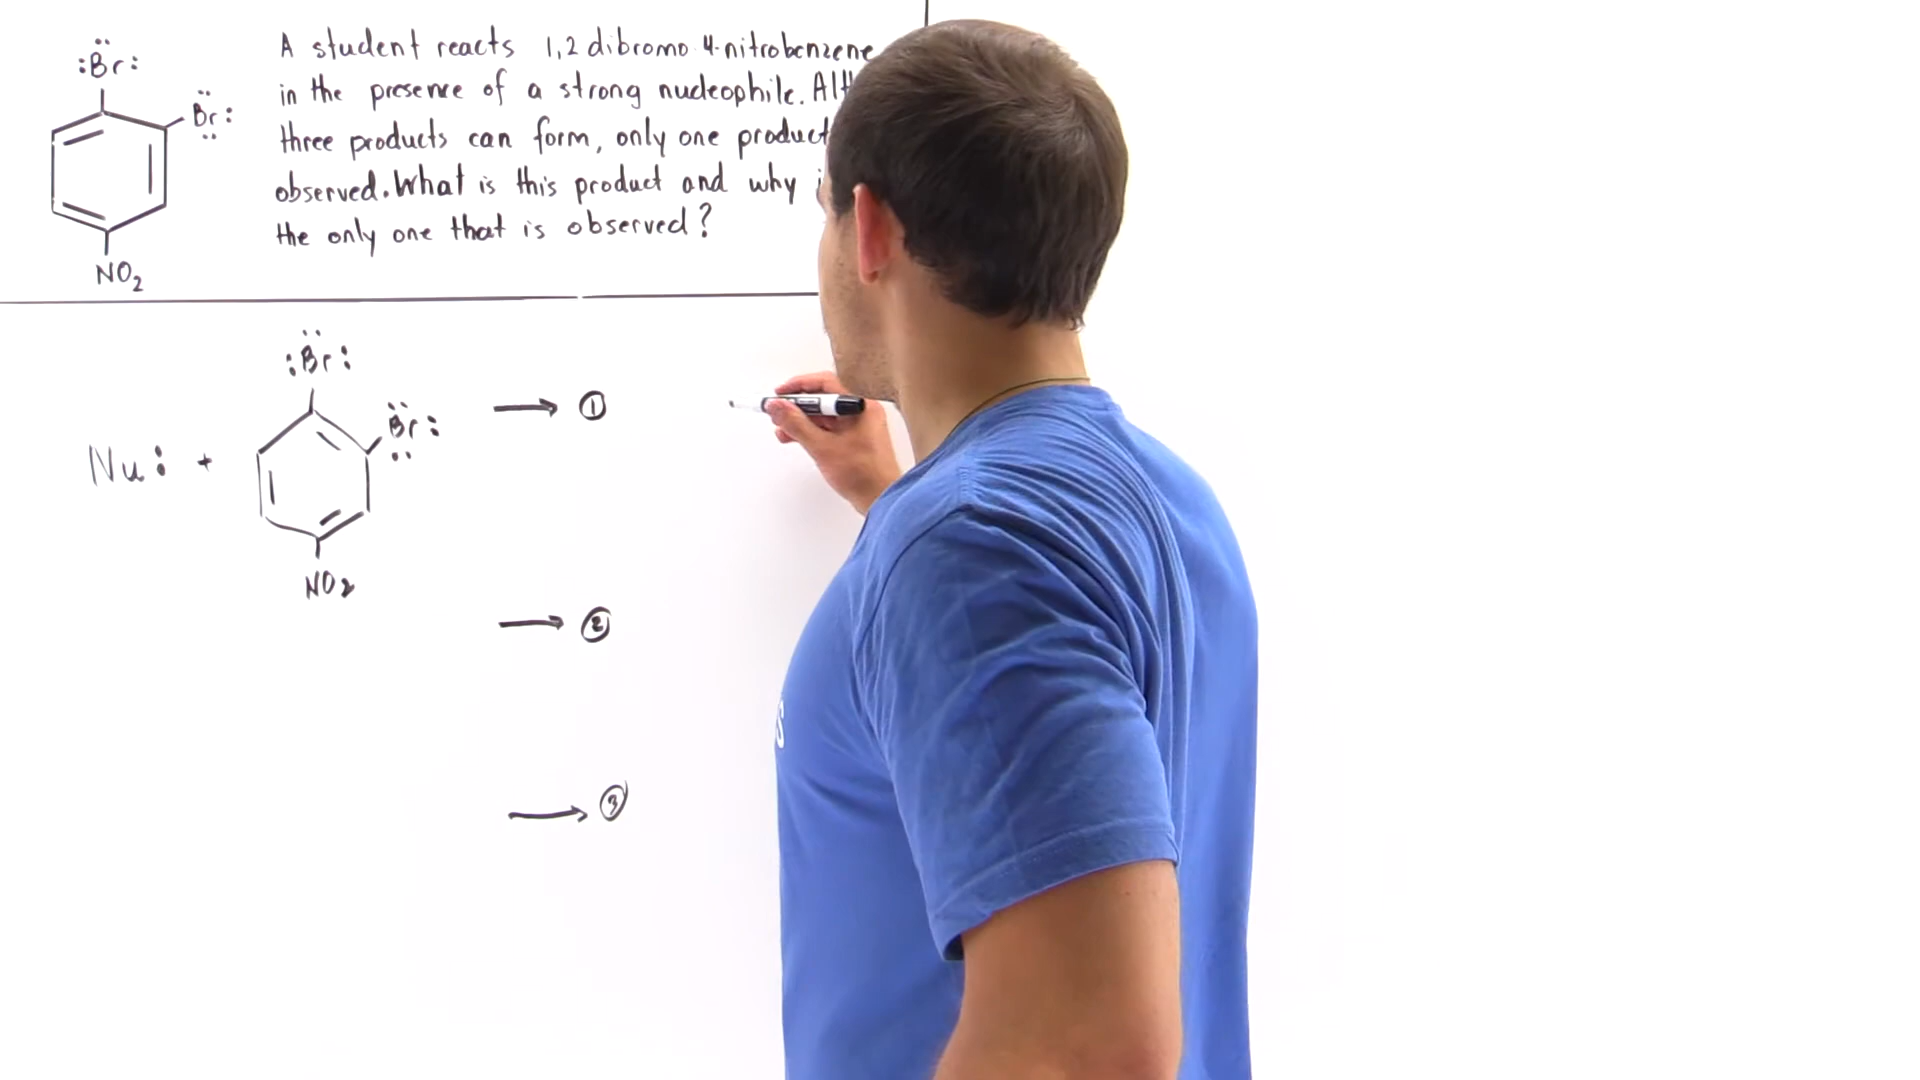 :Br:
Br:
NO2
A student reacts 1,2 dibromo 4-nitrobenzene
in the presence of a strong nucleophile.
three products can form, only one product
observed. What is this product and why
the only one that is observed?
:Br:
Br:
Nu: +
NO2
→ ①
→ ②
→ ③
S